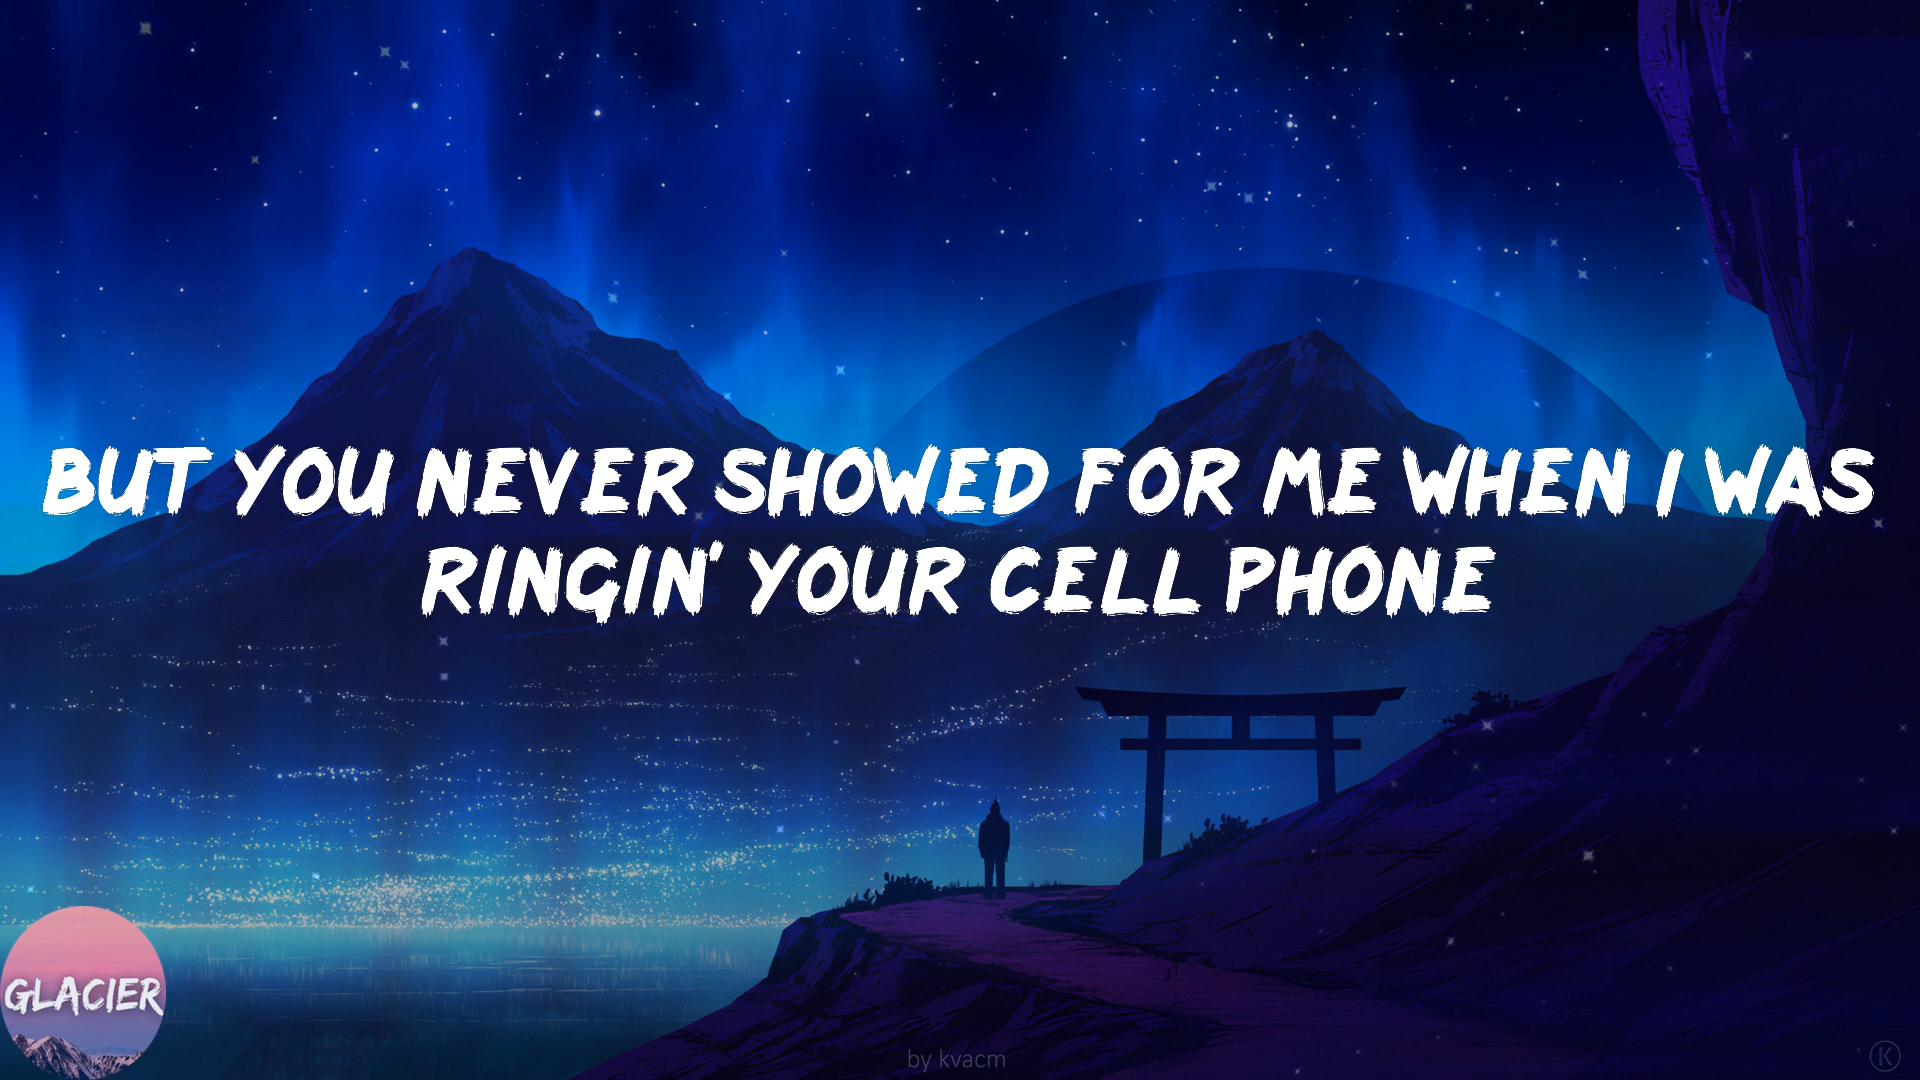 BUT YOU NEVER SHOWED FOR ME WHEN I WAS
RINGIN' YOUR CELL PHONE
GLACIER
by kvacm
K